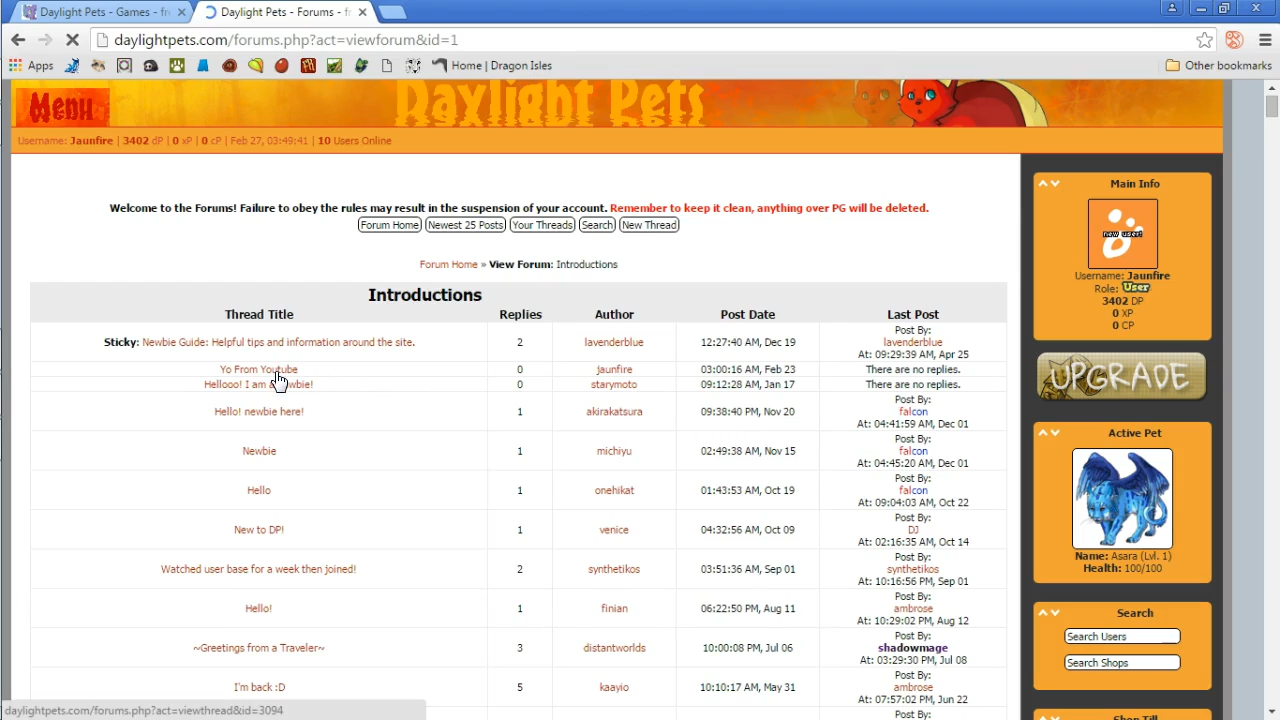 Daylight Pets - Games - fr
Daylight Pets - Forums - fr
daylightpets.com/forums.php?act=viewforum&id=1
Apps
Home | Dragon Isles
Other bookmarks
Menu
Daylight Pets
Username: Jaunfire | 3402 dP | 0 xP | 0 cP | Feb 27, 03:49:41 | 10 Users Online
Welcome to the Forums! Failure to obey the rules may result in the suspension of your account. Remember to keep it clean, anything over PG will be deleted.
Forum Home Newest 25 Posts Your Threads Search New Thread
Forum Home » View Forum: Introductions
Introductions
Thread Title Replies Author Post Date Last Post
Sticky: Newbie Guide: Helpful tips and information around the site. 2 lavenderblue 12:27:40 AM, Dec 19 Post By:
lavenderblue
At: 09:29:39 AM, Apr 25
Yo From Youtube 0 jaunfire 03:00:16 AM, Feb 23 There are no replies.
Hellooo! I am a newbie! 0 starymoto 09:12:28 AM, Jan 17 There are no replies.
Hello! newbie here! 1 akirakatsura 09:38:40 PM, Nov 20 Post By:
falcon
At: 04:41:59 AM, Dec 01
Newbie 1 michiyu 02:49:38 AM, Nov 15 Post By:
falcon
At: 04:45:20 AM, Dec 01
Hello 1 onehikat 01:43:53 AM, Oct 19 Post By:
falcon
At: 09:04:03 AM, Oct 22
New to DP! 1 venice 04:32:56 AM, Oct 09 Post By:
DJ
At: 02:16:35 AM, Oct 14
Watched user base for a week then joined! 2 synthetikos 03:51:36 AM, Sep 01 Post By:
synthetikos
At: 10:16:56 PM, Sep 01
Hello! 1 finian 06:22:50 PM, Aug 11 Post By:
ambrose
At: 10:29:02 PM, Aug 12
~Greetings from a Traveler~ 3 distantworlds 10:00:08 PM, Jul 06 Post By:
shadowmage
At: 03:29:30 PM, Jul 08
I'm back :D 5 kaayio 10:10:17 AM, May 31 Post By:
ambrose
At: 07:57:02 PM, Jun 22
Post By:
Main Info
new user!
Username: Jaunfire
Role: User
3402 DP
0 XP
0 CP
UPGRADE
Active Pet
Name: Asara (Lvl. 1)
Health: 100/100
Search
Search Users
Search Shops
Shop Till
daylightpets.com/forums.php?act=viewthread&id=3094